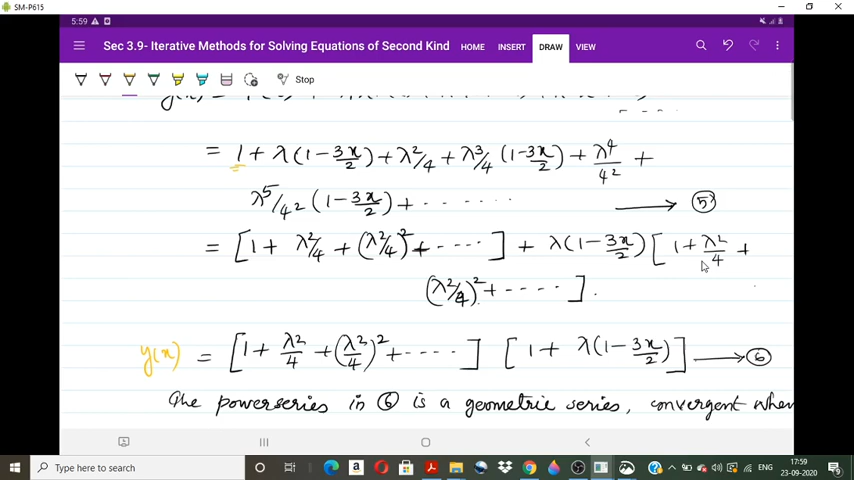 SM-P615
5:59
Sec 3.9- Iterative Methods for Solving Equations of Second Kind HOME INSERT DRAW VIEW
Stop
= 1 + λ(1 - 3x/2) + λ²/4 + λ³/4 (1 - 3x/2) + λ⁴/4² +
λ⁵/4² (1 - 3x/2) + ........ → (5)
= [1 + λ²/4 + (λ²/4)² + ....] + λ(1 - 3x/2) [1 + λ²/4 +
(λ²/4)² + .....].
y(x) = [1 + λ²/4 + (λ²/4)² + ....] [1 + λ(1 - 3x/2)] → (6)
The powerseries in (6) is a geometric series, convergent when
Type here to search
ENG
17:59
23-09-2020